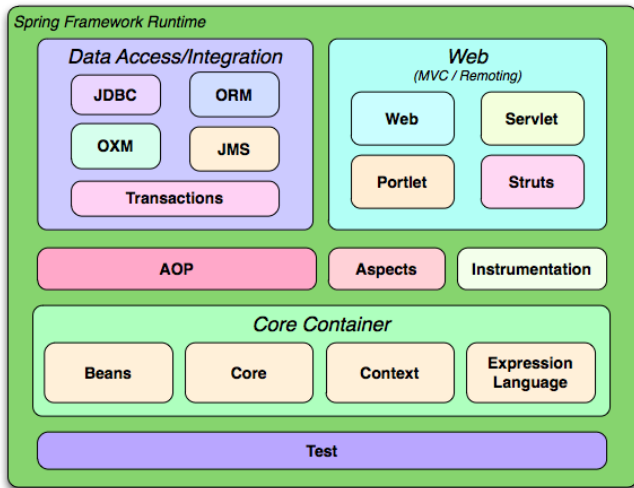 Spring Framework Runtime
Data Access/Integration
JDBC
ORM
OXM
JMS
Transactions
Web
(MVC / Remoting)
Web
Servlet
Portlet
Struts
AOP
Aspects
Instrumentation
Core Container
Beans
Core
Context
Expression
Language
Test